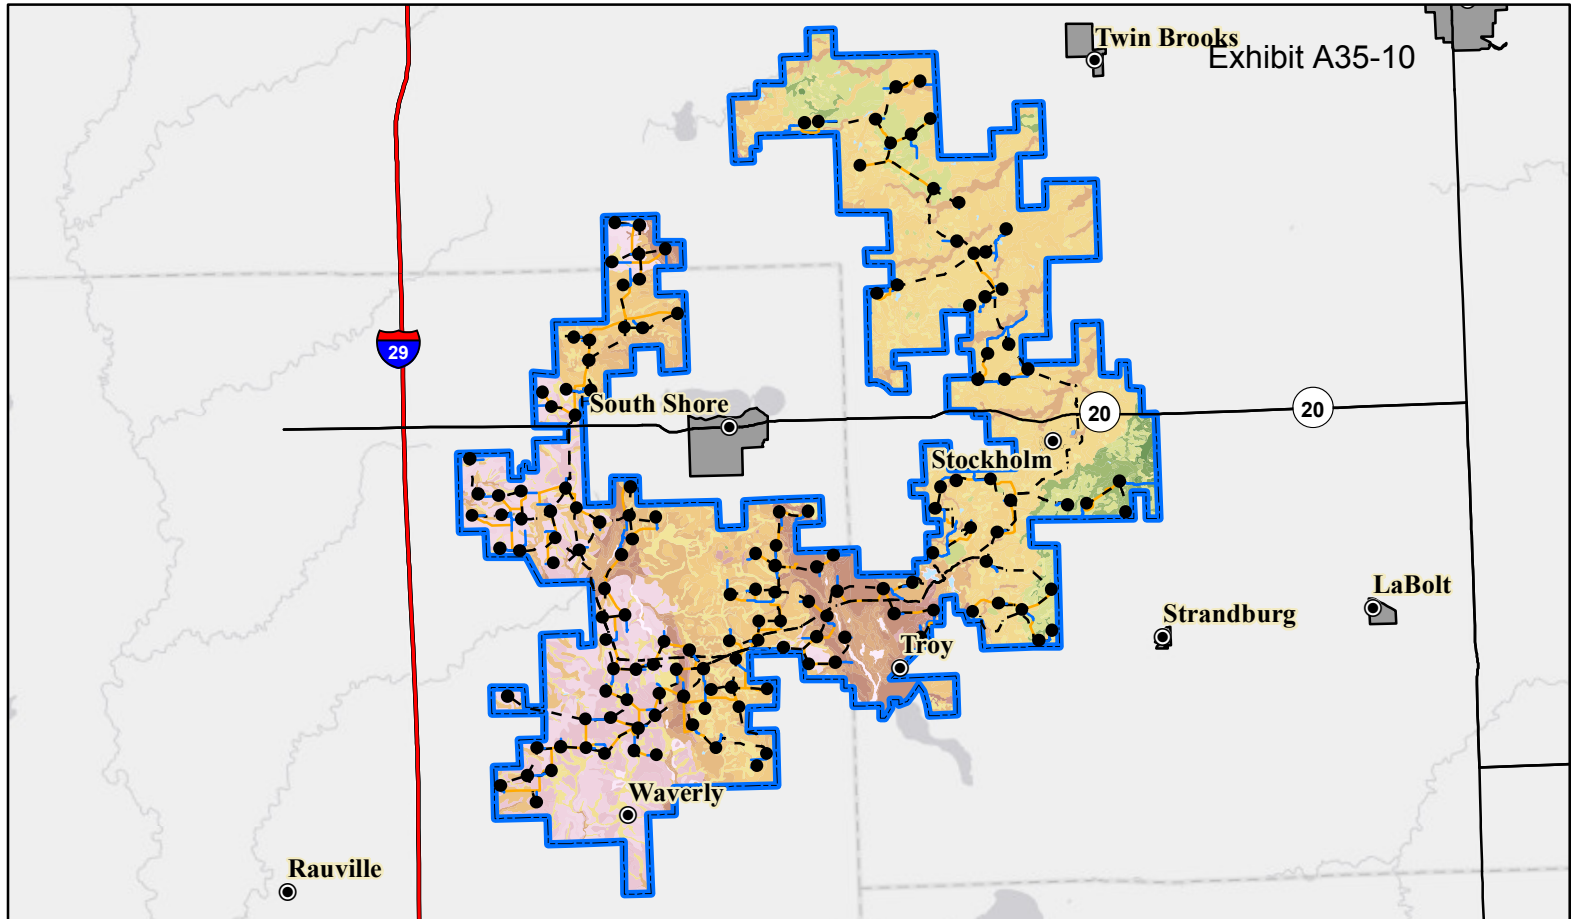 Twin Brooks
Exhibit A35-10
29
South Shore
20
20
Stockholm
LaBolt
Strandburg
Troy
Waverly
Rauville